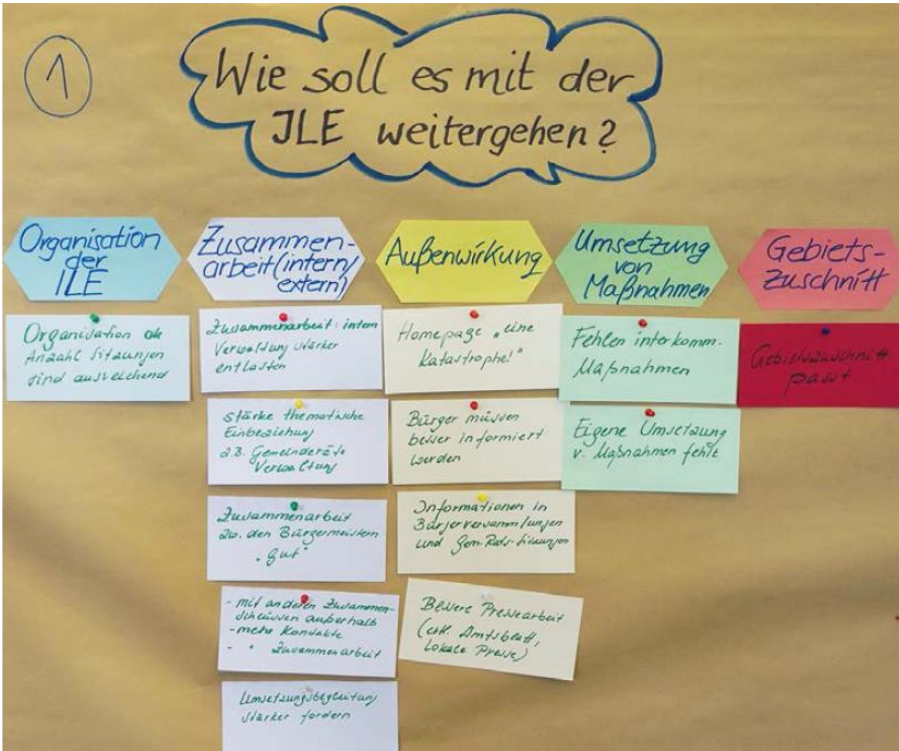 1
Wie soll es mit der
ILE weitergehen?
Organisation
der
ILE
Organisation ok
Anzahl Sitzungen
sind ausreichend
Zusammen-
arbeit (intern/
extern)
Zusammenarbeit: intern
Verwaltung stärker
entlasten
stärke thematische
Einbeziehung
z.B. Gemeinderäte
Verwaltung
Zusammenarbeit
zw. den Bürgermeistern
"gut"
- mit anderen Zusammen-
schlüssen außerhalb
- mehr Kontakte
- " Zusammenarbeit
Umsetzungsbegleitung
stärker fordern
Außenwirkung
Homepage "eine
Katastrophe!"
Bürger müssen
besser informiert
werden
Informationen in
Bürgerversammlungen
und Gem.Rats-Sitzungen
Bessere Pressearbeit
(evtl. Amtsblatt,
Lokale Presse)
Umsetzung
von
Maßnahmen
Fehlen interkomm.
Maßnahmen
Eigene Umsetzung
v. Maßnahmen fehlt
Gebiets-
zuschnitt
Gebietszuschnitt
passt